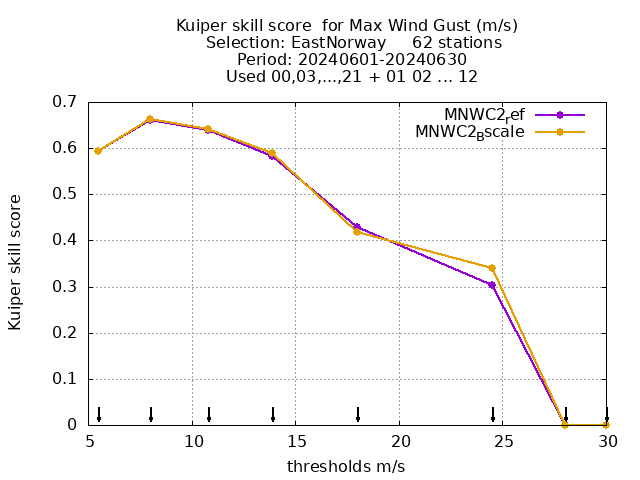 Kuiper skill score  for Max Wind Gust (m/s)
Selection: EastNorway     62 stations
Period: 20240601-20240630
Used 00,03,...,21 + 01 02 ... 12
MNWC2ref
MNWC2Bscale
Kuiper skill score
0.7
0.6
0.5
0.4
0.3
0.2
0.1
0
5 10 15 20 25 30
thresholds m/s